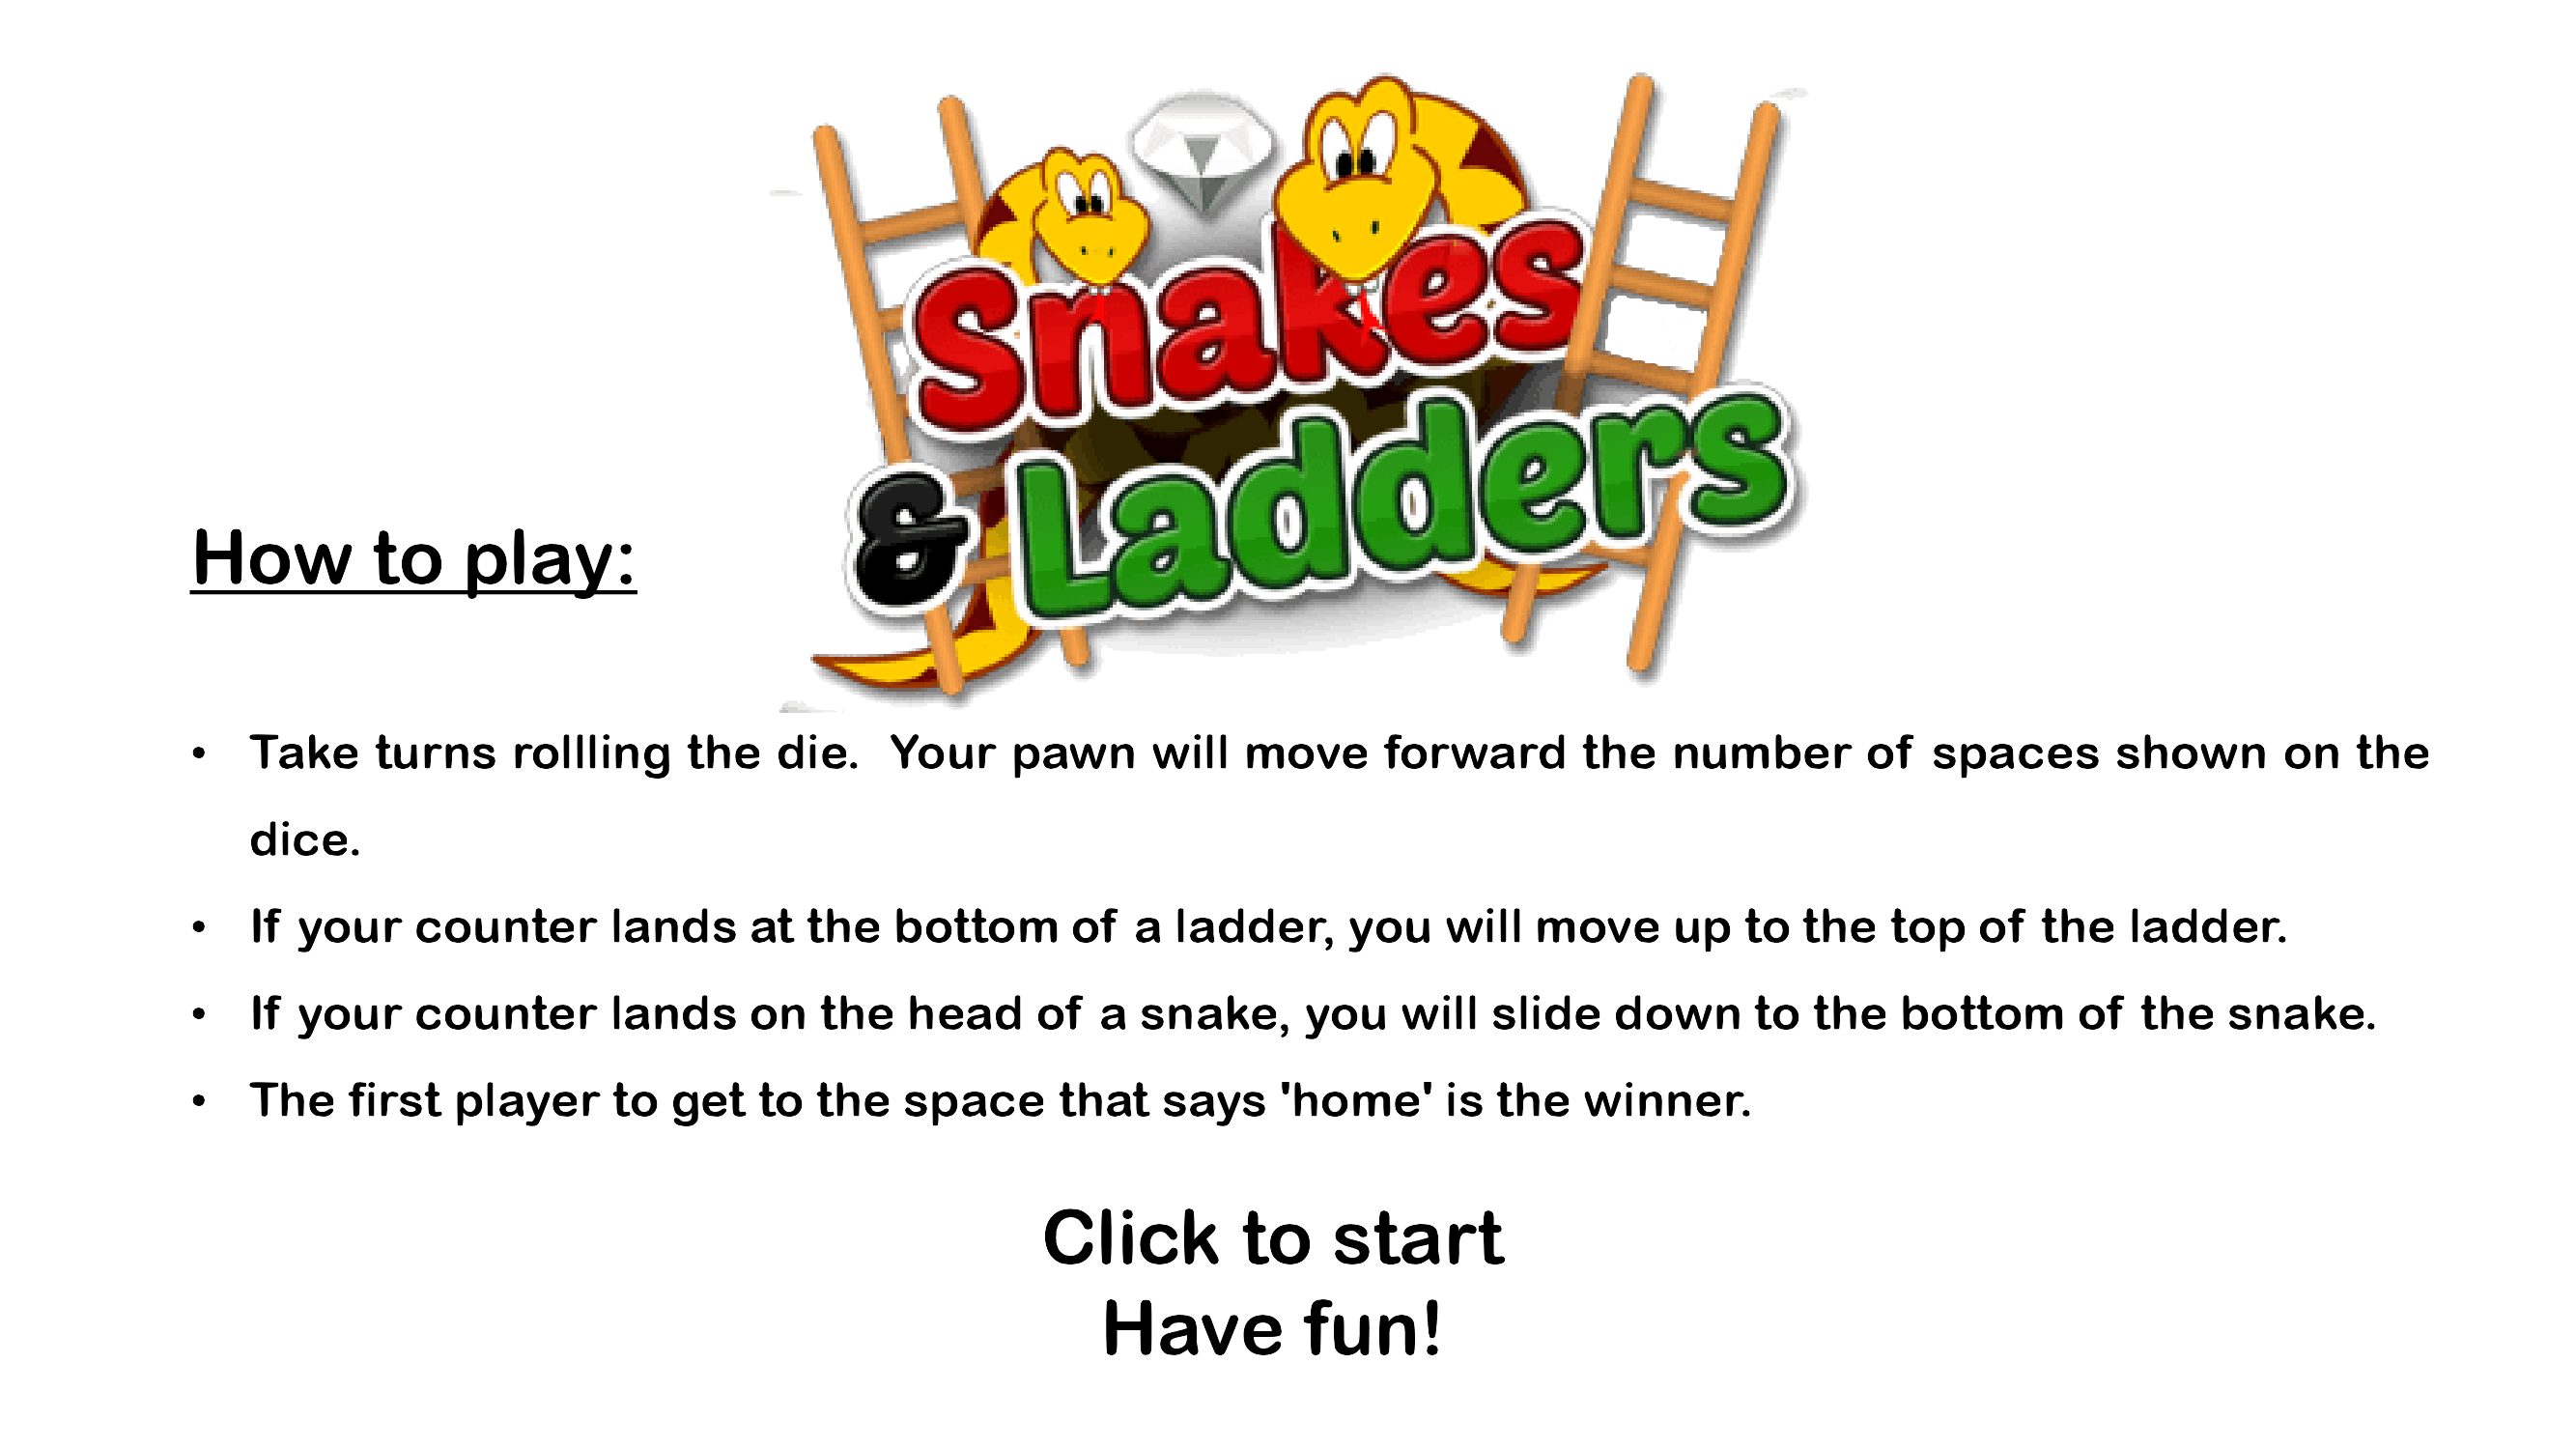 Snakes
& Ladders
How to play:
• Take turns rollling the die. Your pawn will move forward the number of spaces shown on the
dice.
• If your counter lands at the bottom of a ladder, you will move up to the top of the ladder.
• If your counter lands on the head of a snake, you will slide down to the bottom of the snake.
• The first player to get to the space that says 'home' is the winner.
Click to start
Have fun!